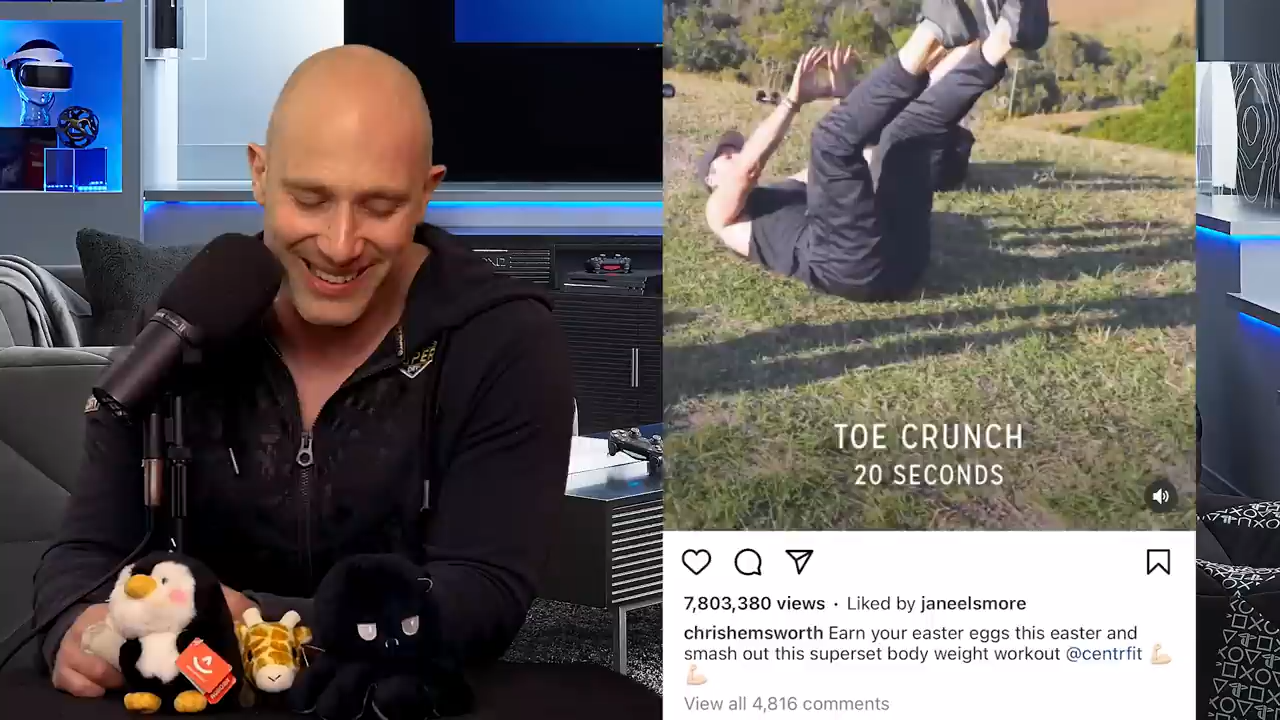 TOE CRUNCH
20 SECONDS
7,803,380 views · Liked by janeelsmore
chrishemsworth Earn your easter eggs this easter and
smash out this superset body weight workout @centrfit 💪🏻
💪🏻
View all 4,816 comments